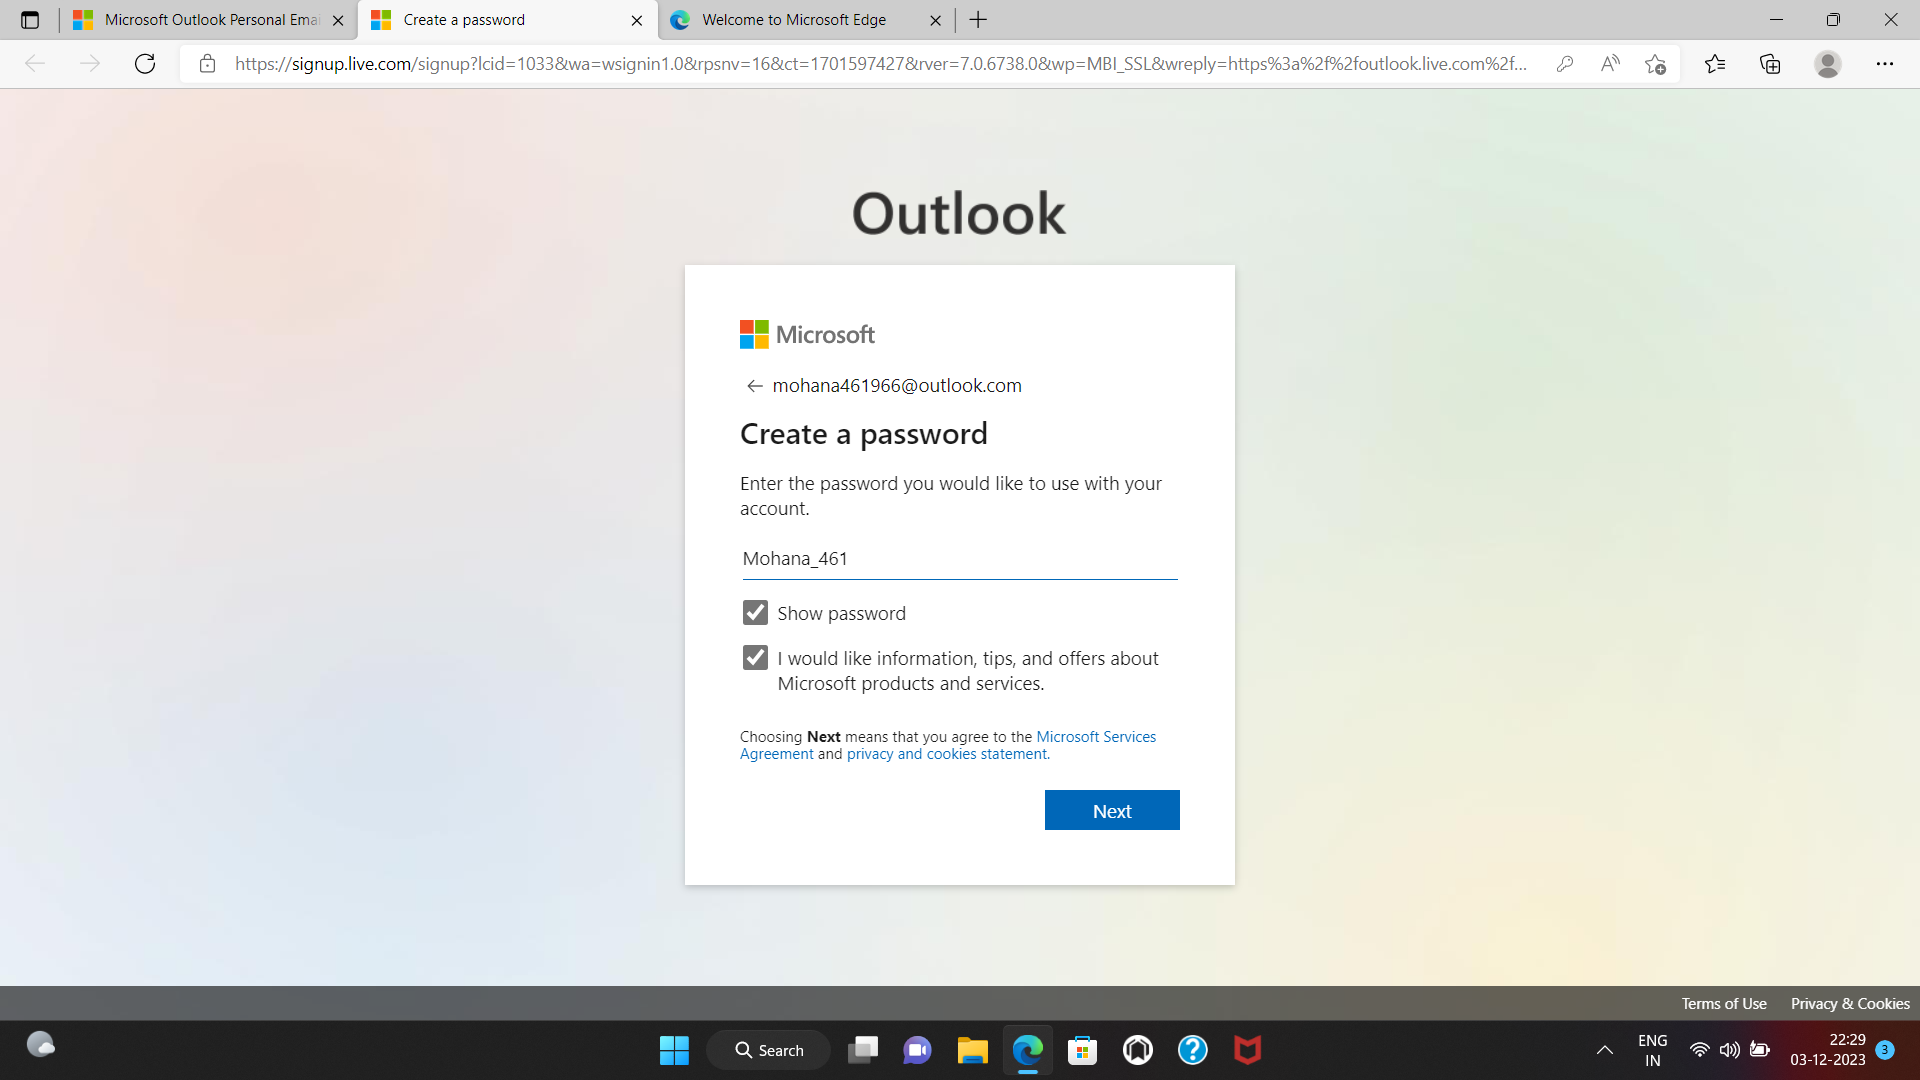 Microsoft Outlook Personal Emai
Create a password
Welcome to Microsoft Edge
https://signup.live.com/signup?lcid=1033&wa=wsignin1.0&rpsnv=16&ct=1701597427&rver=7.0.6738.0&wp=MBI_SSL&wreply=https%3a%2f%2foutlook.live.com%2f...
Outlook
Microsoft
mohana461966@outlook.com
Create a password
Enter the password you would like to use with your
account.
Mohana_461
Show password
I would like information, tips, and offers about
Microsoft products and services.
Choosing Next means that you agree to the Microsoft Services
Agreement and privacy and cookies statement.
Next
Terms of Use Privacy & Cookies
Search
ENG
IN
22:29
03-12-2023
3